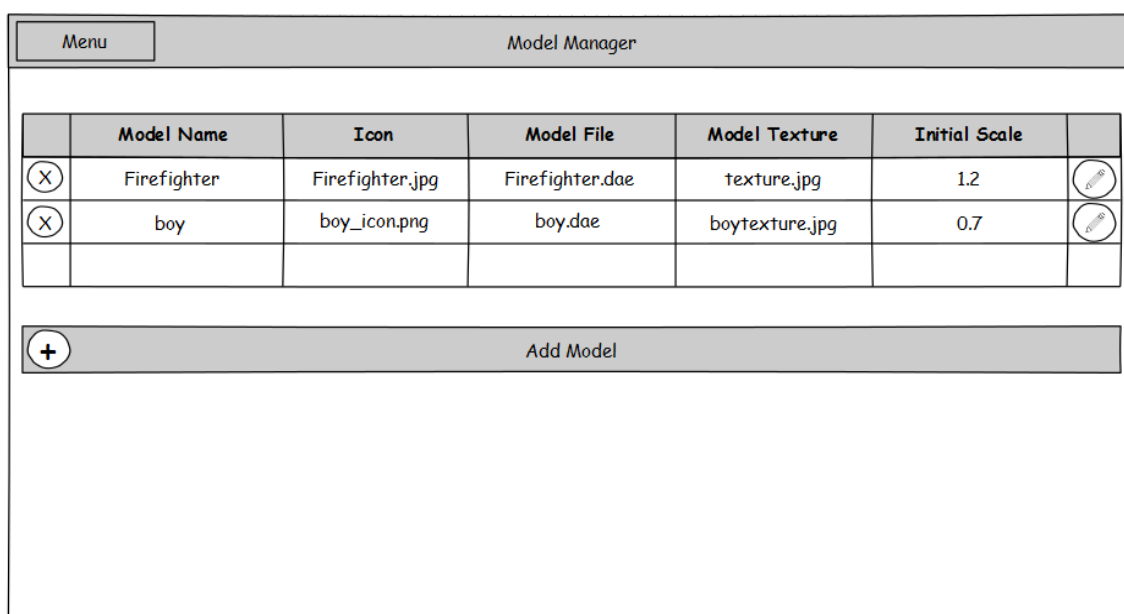 Menu
Model Manager
Model Name Icon Model File Model Texture Initial Scale
X Firefighter Firefighter.jpg Firefighter.dae texture.jpg 1.2
X boy boy_icon.png boy.dae boytexture.jpg 0.7
+ Add Model